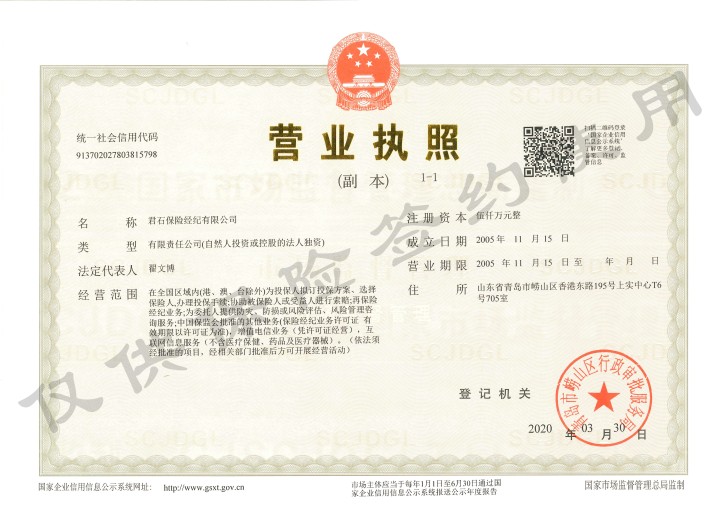 统一社会信用代码
913702027803815798
营业执照
(副 本) 1-1
扫描二维码登录
“国家企业信用
信息公示系统”
了解更多登记、
备案、许可、监
管信息
名称 君石保险经纪有限公司
类型 有限责任公司(自然人投资或控股的法人独资)
法定代表人 翟文博
经营范围 在全国区域内(港、澳、台除外)为投保人拟订投保方案、选择
保险人,办理投保手续;协助被保险人或受益人进行索赔;再保险
经纪业务;为委托人提供防灾、防损或风险评估、风险管理咨
询服务;中国保监会批准的其他业务(保险经纪业务许可证 有
效期限以许可证为准)，增值电信业务（凭许可证经营），互
联网信息服务（不含医疗保健、药品及医疗器械）。（依法须
经批准的项目，经相关部门批准后方可开展经营活动）
注册资本 伍仟万元整
成立日期 2005 年 11 月 15 日
营业期限 2005 年 11 月 15 日至 年 月 日
住所 山东省青岛市崂山区香港东路195号上实中心T6
号705室
登记机关
青岛市崂山区行政审批服务局
2020 年 03 月 30 日
仅供保险签约使用
国家企业信用信息公示系统网址: http://www.gsxt.gov.cn
市场主体应当于每年1月1日至6月30日通过国
家企业信用信息公示系统报送公示年度报告
国家市场监督管理总局监制